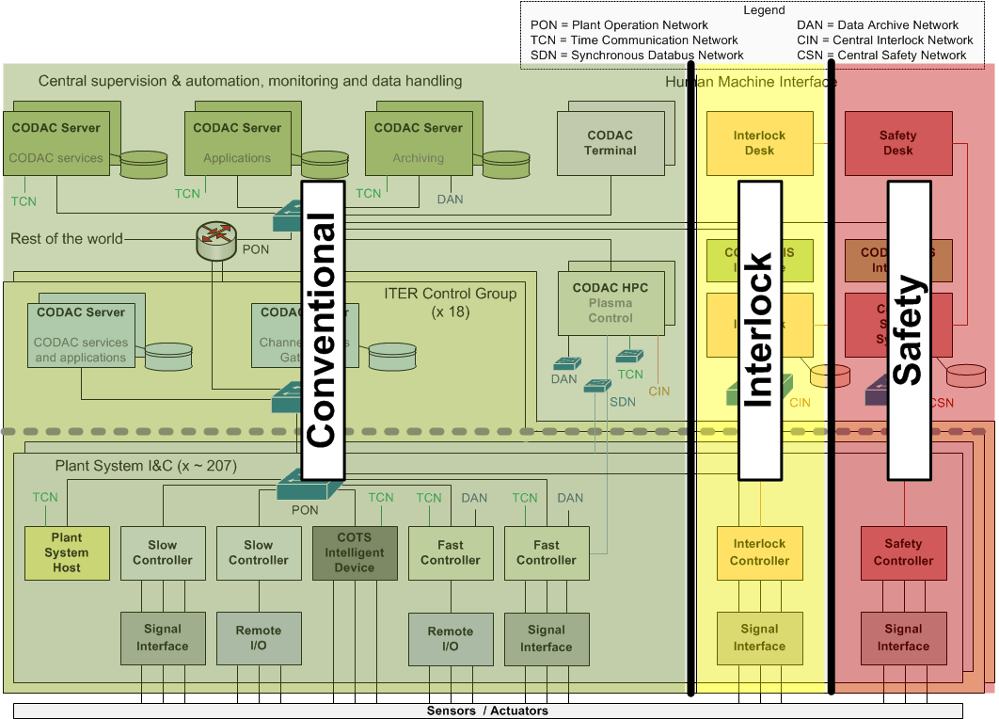 Legend
PON = Plant Operation Network
DAN = Data Archive Network
TCN = Time Communication Network
CIN = Central Interlock Network
SDN = Synchronous Databus Network
CSN = Central Safety Network
Central supervision & automation, monitoring and data handling
Human Machine Interface
CODAC Server
CODAC services
CODAC Server
Applications
CODAC Server
Archiving
CODAC
Terminal
Interlock
Desk
Safety
Desk
TCN
TCN
TCN
DAN
Rest of the world
PON
Conventional
Interlock
Safety
ITER Control Group
(x 18)
CODAC HPC
Plasma
Control
CODAC Server
CODAC services
and applications
CODAC
DAN
TCN
SDN
CIN
CIN
CSN
Plant System I&C (x ~ 207)
TCN
PON
TCN
TCN
DAN
TCN
DAN
Plant
System
Host
Slow
Controller
Slow
Controller
COTS
Intelligent
Device
Fast
Controller
Fast
Controller
Interlock
Controller
Safety
Controller
Signal
Interface
Remote
I/O
Remote
I/O
Signal
Interface
Signal
Interface
Signal
Interface
Sensors / Actuators